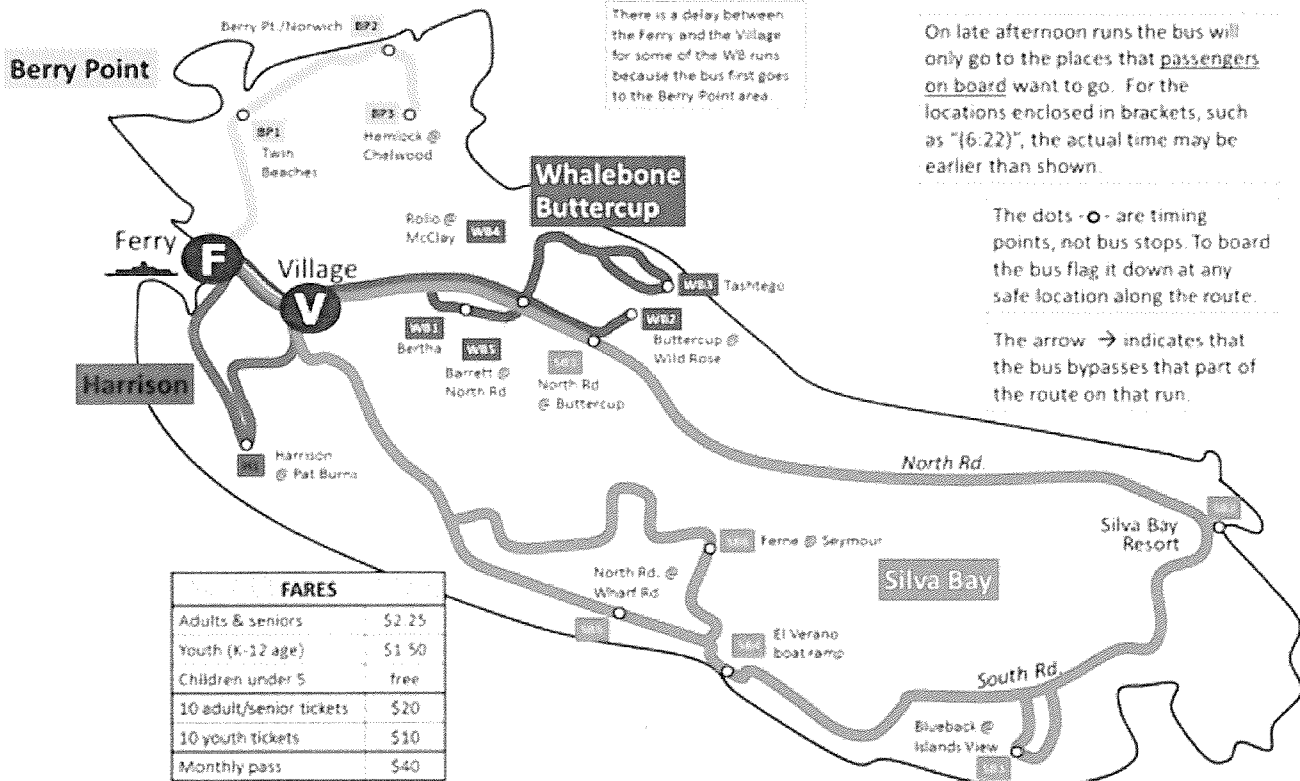 There is a delay between
the Ferry and the Village
for some of the WB runs
because the bus first goes
to the Berry Point area.
On late afternoon runs the bus will
only go to the places that passengers
on board want to go. For the
locations enclosed in brackets, such
as "(6:22)", the actual time may be
earlier than shown.
The dots -o- are timing
points, not bus stops. To board
the bus flag it down at any
safe location along the route.
The arrow → indicates that
the bus bypasses that part of
the route on that run.
Berry Point
Berry Pt./Norwich BP2
BP1
Twin
Beaches
BP3
Hemlock @
Chelwood
Whalebone
Buttercup
Rollo @
McClay
WB4
Ferry
F
Village
V
WB3 Tashtego
WB1
Bertha
WB5
Barrett @
North Rd
North Rd
@ Buttercup
WB2
Buttercup @
Wild Rose
Harrison
Harrison
@ Pat Burns
North Rd.
Silva Bay
Resort
Ferne @ Seymour
Silva Bay
North Rd. @
Wharf Rd
El Verano
boat ramp
South Rd.
Blueback @
Islands View
FARES
Adults & seniors $2.25
Youth (K-12 age) $1.50
Children under 5 free
10 adult/senior tickets $20
10 youth tickets $10
Monthly pass $40